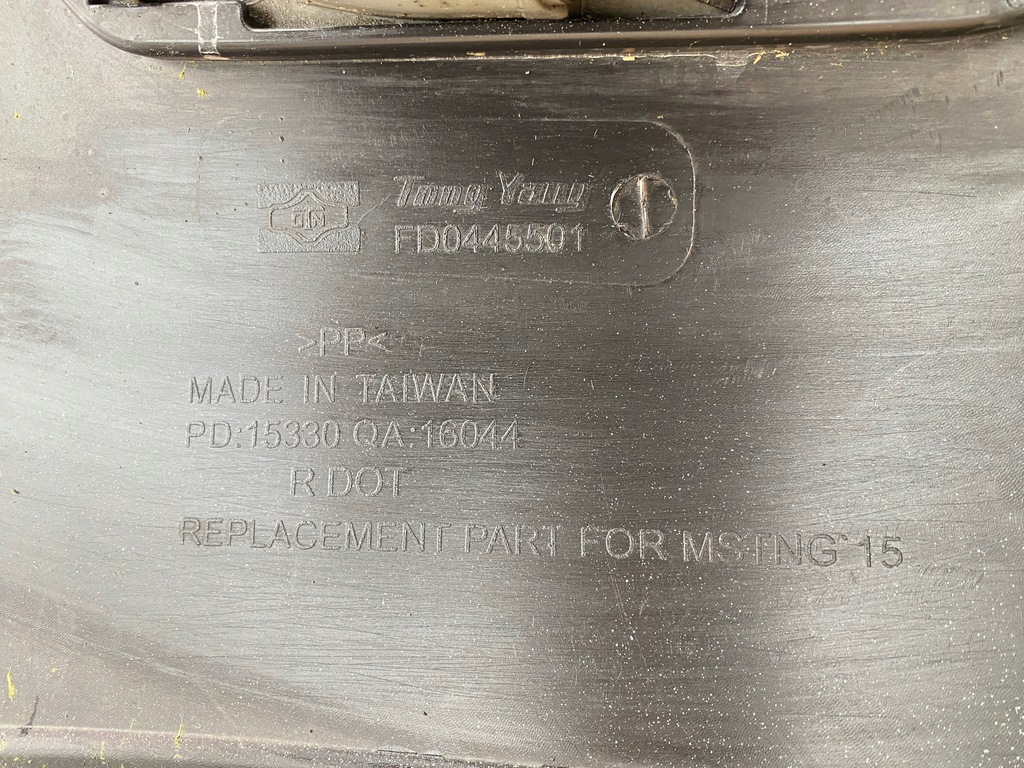 Tong Yang
FD0445501
>PP<
MADE IN TAIWAN
PD:15330 QA:16044
R DOT
REPLACEMENT PART FOR MSTNG 15